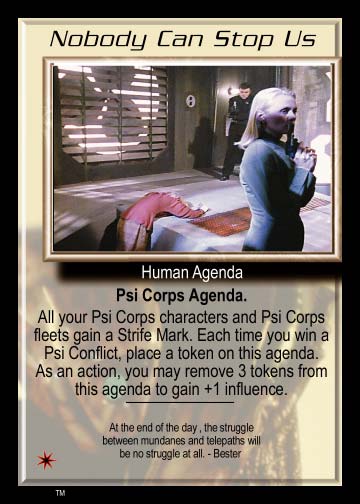 Nobody Can Stop Us
Human Agenda
Psi Corps Agenda.
All your Psi Corps characters and Psi Corps
fleets gain a Strife Mark. Each time you win a
Psi Conflict, place a token on this agenda.
As an action, you may remove 3 tokens from
this agenda to gain +1 influence.
At the end of the day , the struggle
between mundanes and telepaths will
be no struggle at all. - Bester
TM